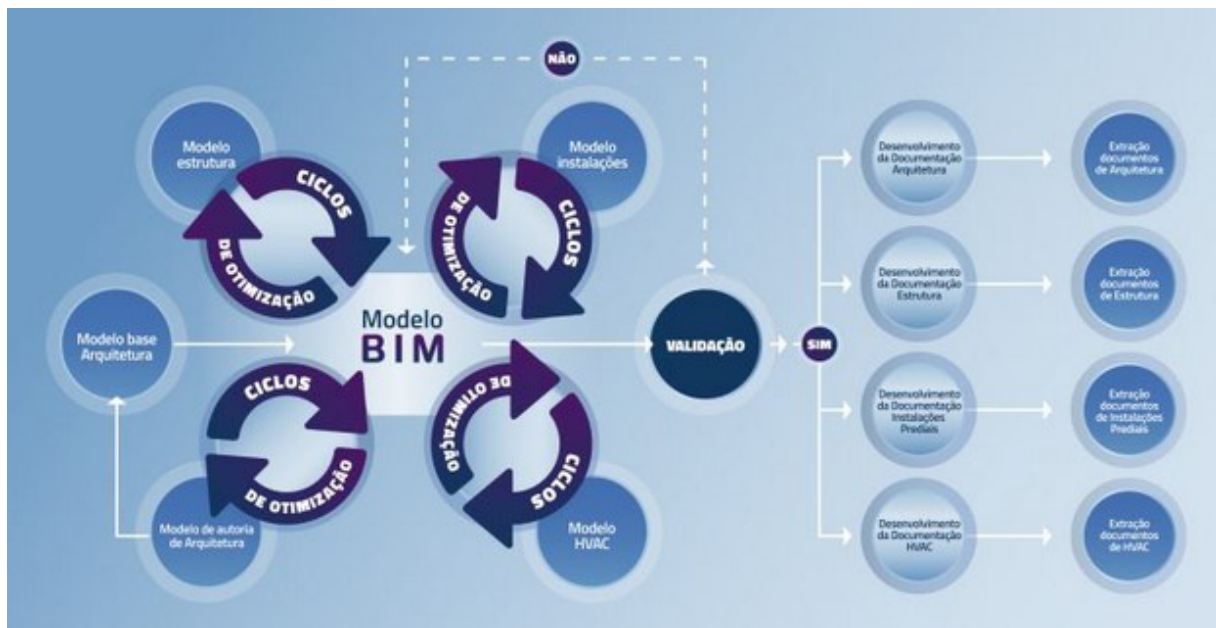 NÃO
Modelo
estrutura
CICLOS
DE OTIMIZAÇÃO
Modelo
instalações
CICLOS
DE OTIMIZAÇÃO
Modelo base
Arquitetura
Modelo
BIM
VALIDAÇÃO
SIM
CICLOS
DE OTIMIZAÇÃO
Modelo de autoria
de Arquitetura
DE OTIMIZAÇÃO
CICLOS
Modelo
HVAC
Desenvolvimento
da Documentação
Arquitetura
Extração
documentos
de Arquitetura
Desenvolvimento
da Documentação
Estrutura
Extração
documentos
de Estrutura
Desenvolvimento
da Documentação
Instalações
Prediais
Extração
documentos
de Instalações
Prediais
Desenvolvimento
da Documentação
HVAC
Extração
documentos
de HVAC